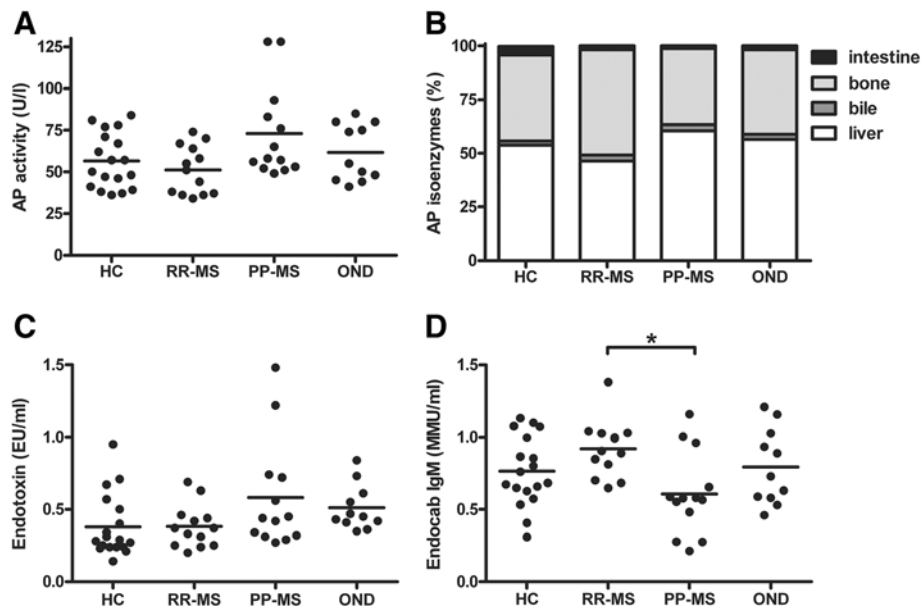 A
AP activity (U/l)
125
100
75
50
25
0
HC RR-MS PP-MS OND
B
AP isoenzymes (%)
100
75
50
25
0
HC RR-MS PP-MS OND
intestine
bone
bile
liver
C
Endotoxin (EU/ml)
1.5
1.0
0.5
0.0
HC RR-MS PP-MS OND
D
Endocab IgM (MMU/ml)
*
1.5
1.0
0.5
0.0
HC RR-MS PP-MS OND